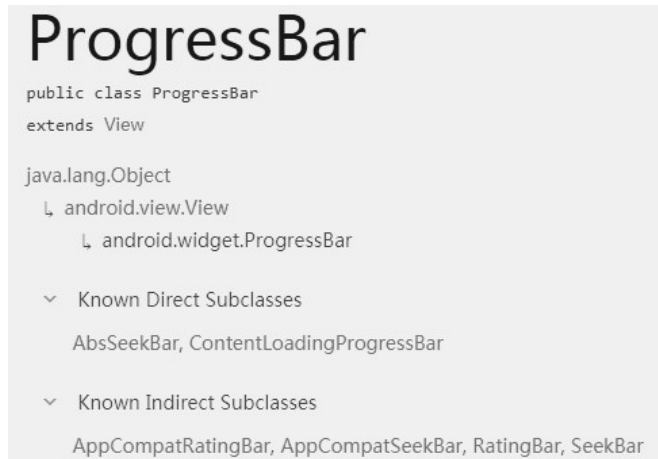 ProgressBar
public class ProgressBar
extends View
java.lang.Object
↳ android.view.View
↳ android.widget.ProgressBar
Known Direct Subclasses
AbsSeekBar, ContentLoadingProgressBar
Known Indirect Subclasses
AppCompatRatingBar, AppCompatSeekBar, RatingBar, SeekBar